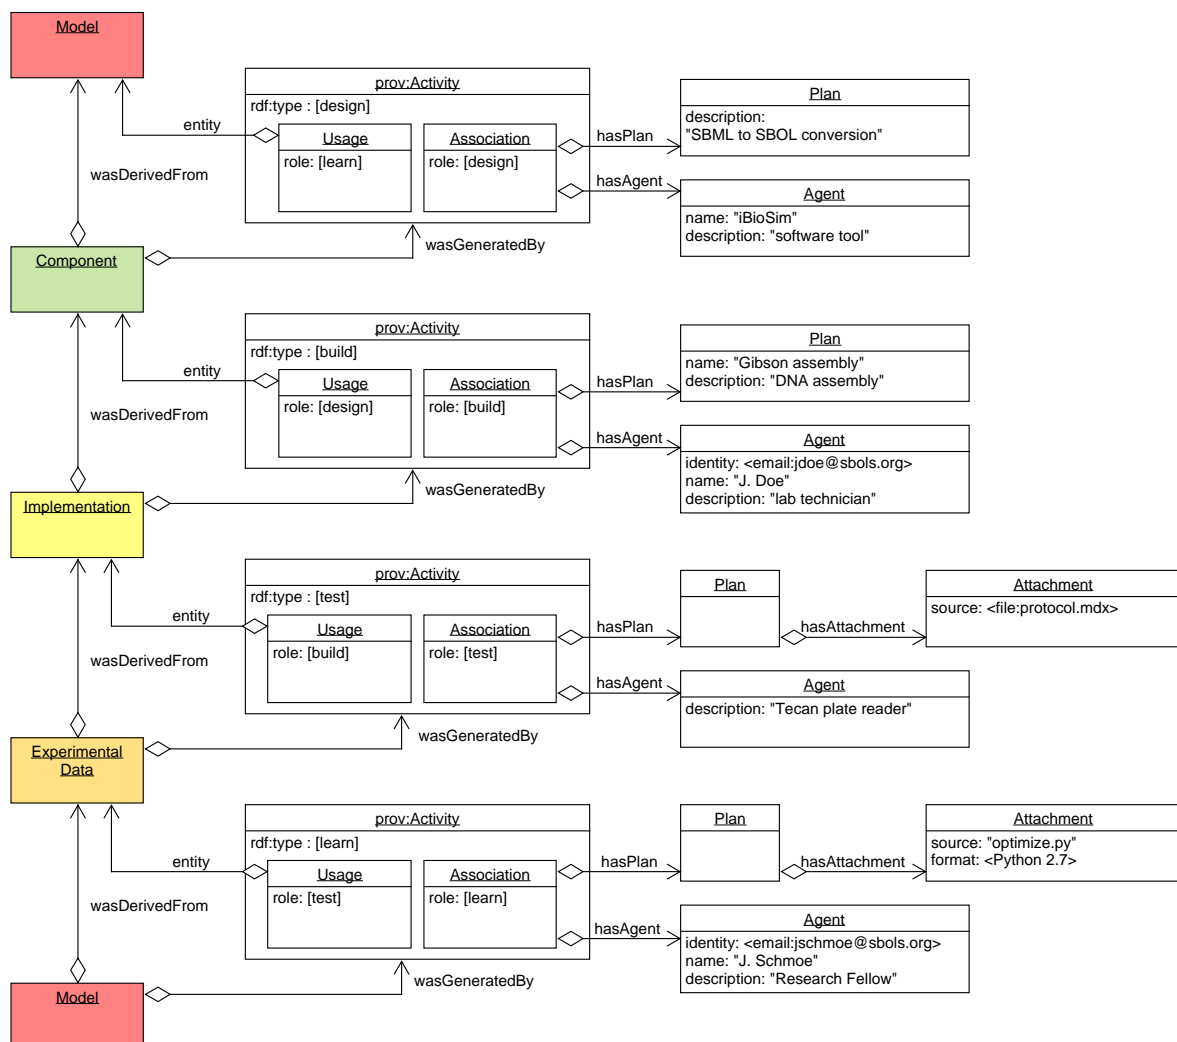 Model
prov:Activity
rdf:type : [design]
Usage
role: [learn]
Association
role: [design]
entity
hasPlan
Plan
description:
"SBML to SBOL conversion"
hasAgent
Agent
name: "iBioSim"
description: "software tool"
wasDerivedFrom
wasGeneratedBy
Component
prov:Activity
rdf:type : [build]
Usage
role: [design]
Association
role: [build]
entity
hasPlan
Plan
name: "Gibson assembly"
description: "DNA assembly"
hasAgent
Agent
identity: <email:jdoe@sbols.org>
name: "J. Doe"
description: "lab technician"
wasDerivedFrom
wasGeneratedBy
Implementation
prov:Activity
rdf:type : [test]
Usage
role: [build]
Association
role: [test]
entity
hasPlan
Plan
hasAttachment
Attachment
source: <file:protocol.mdx>
hasAgent
Agent
description: "Tecan plate reader"
wasDerivedFrom
wasGeneratedBy
Experimental
Data
prov:Activity
rdf:type : [learn]
Usage
role: [test]
Association
role: [learn]
entity
hasPlan
Plan
hasAttachment
Attachment
source: "optimize.py"
format: <Python 2.7>
hasAgent
Agent
identity: <email:jschmoe@sbols.org>
name: "J. Schmoe"
description: "Research Fellow"
wasDerivedFrom
wasGeneratedBy
Model